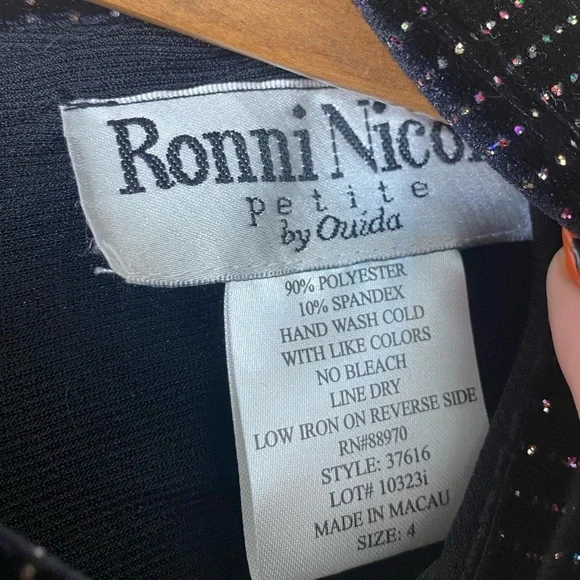 Ronni Nico
petite
by Ouida
90% POLYESTER
10% SPANDEX
HAND WASH COLD
WITH LIKE COLORS
NO BLEACH
LINE DRY
LOW IRON ON REVERSE SIDE
RN#88970
STYLE: 37616
LOT# 10323i
MADE IN MACAU
SIZE: 4